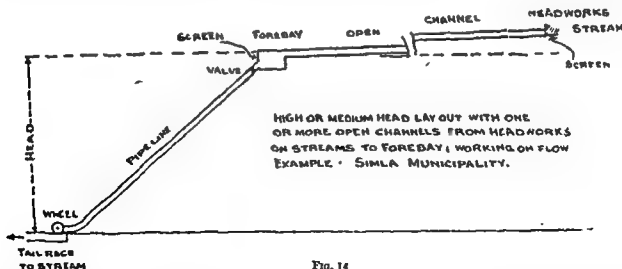 HEADWORKS
STREAM
CHANNEL
SCREEN FOREBAY OPEN
SCREEN
VALVE
HEAD
PIPE LINE
HIGH OR MEDIUM HEAD LAYOUT WITH ONE
OR MORE OPEN CHANNELS FROM HEADWORKS
ON STREAMS TO FOREBAY; WORKING ON FLOW
EXAMPLE · SIMLA MUNICIPALITY.
WHEEL
TAIL RACE
TO STREAM
Fig. 14